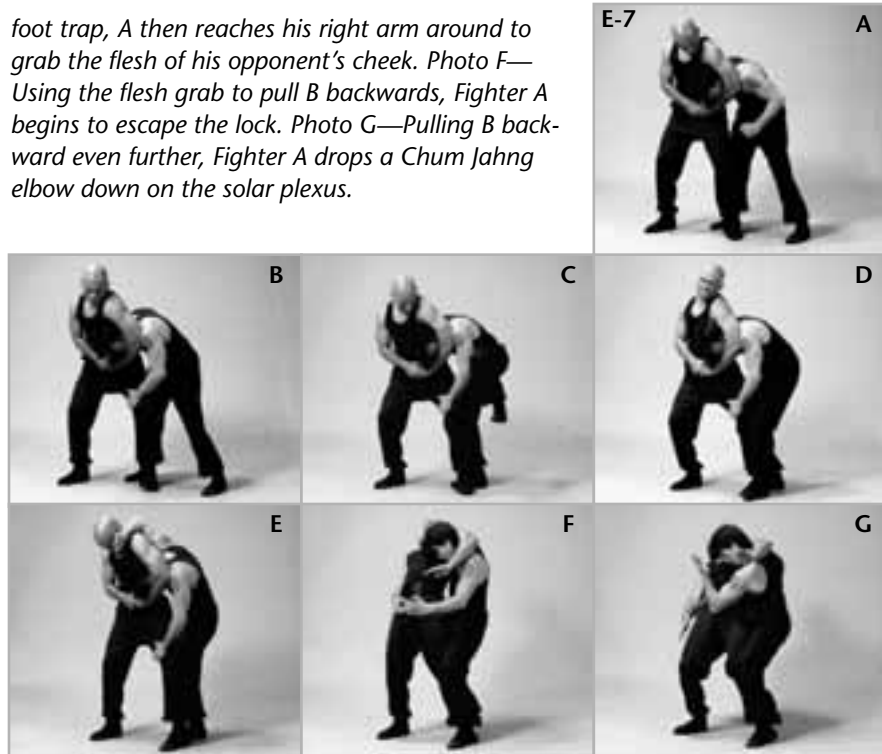 foot trap, A then reaches his right arm around to
grab the flesh of his opponent's cheek. Photo F—
Using the flesh grab to pull B backwards, Fighter A
begins to escape the lock. Photo G—Pulling B back-
ward even further, Fighter A drops a Chum Jahng
elbow down on the solar plexus.
E-7 A
B C D
E F G